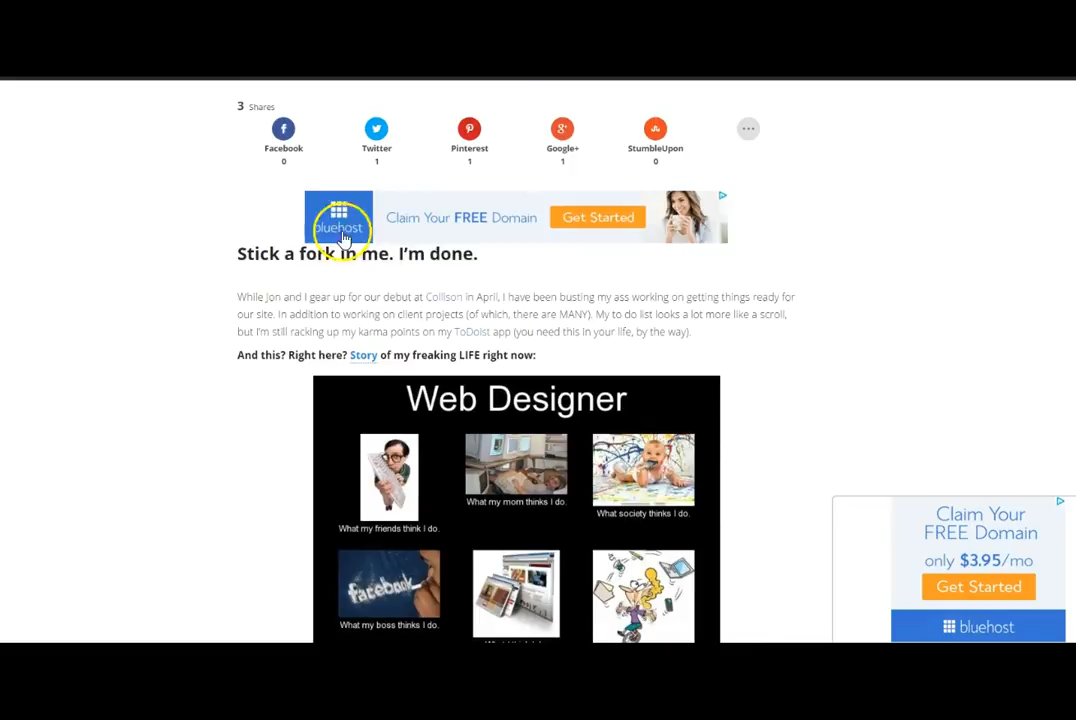 3 Shares
Facebook Twitter Pinterest Google+ StumbleUpon
0 1 1 1 0
bluehost Claim Your FREE Domain Get Started
Stick a fork in me. I'm done.
While Jon and I gear up for our debut at Collison in April, I have been busting my ass working on getting things ready for
our site. In addition to working on client projects (of which, there are MANY). My to do list looks a lot more like a scroll,
but I'm still racking up my karma points on my ToDoist app (you need this in your life, by the way).
And this? Right here? Story of my freaking LIFE right now:
Web Designer
What my friends think I do.
What my mom thinks I do.
What society thinks I do.
facebook
What my boss thinks I do.
Claim Your
FREE Domain
only $3.95/mo
Get Started
bluehost